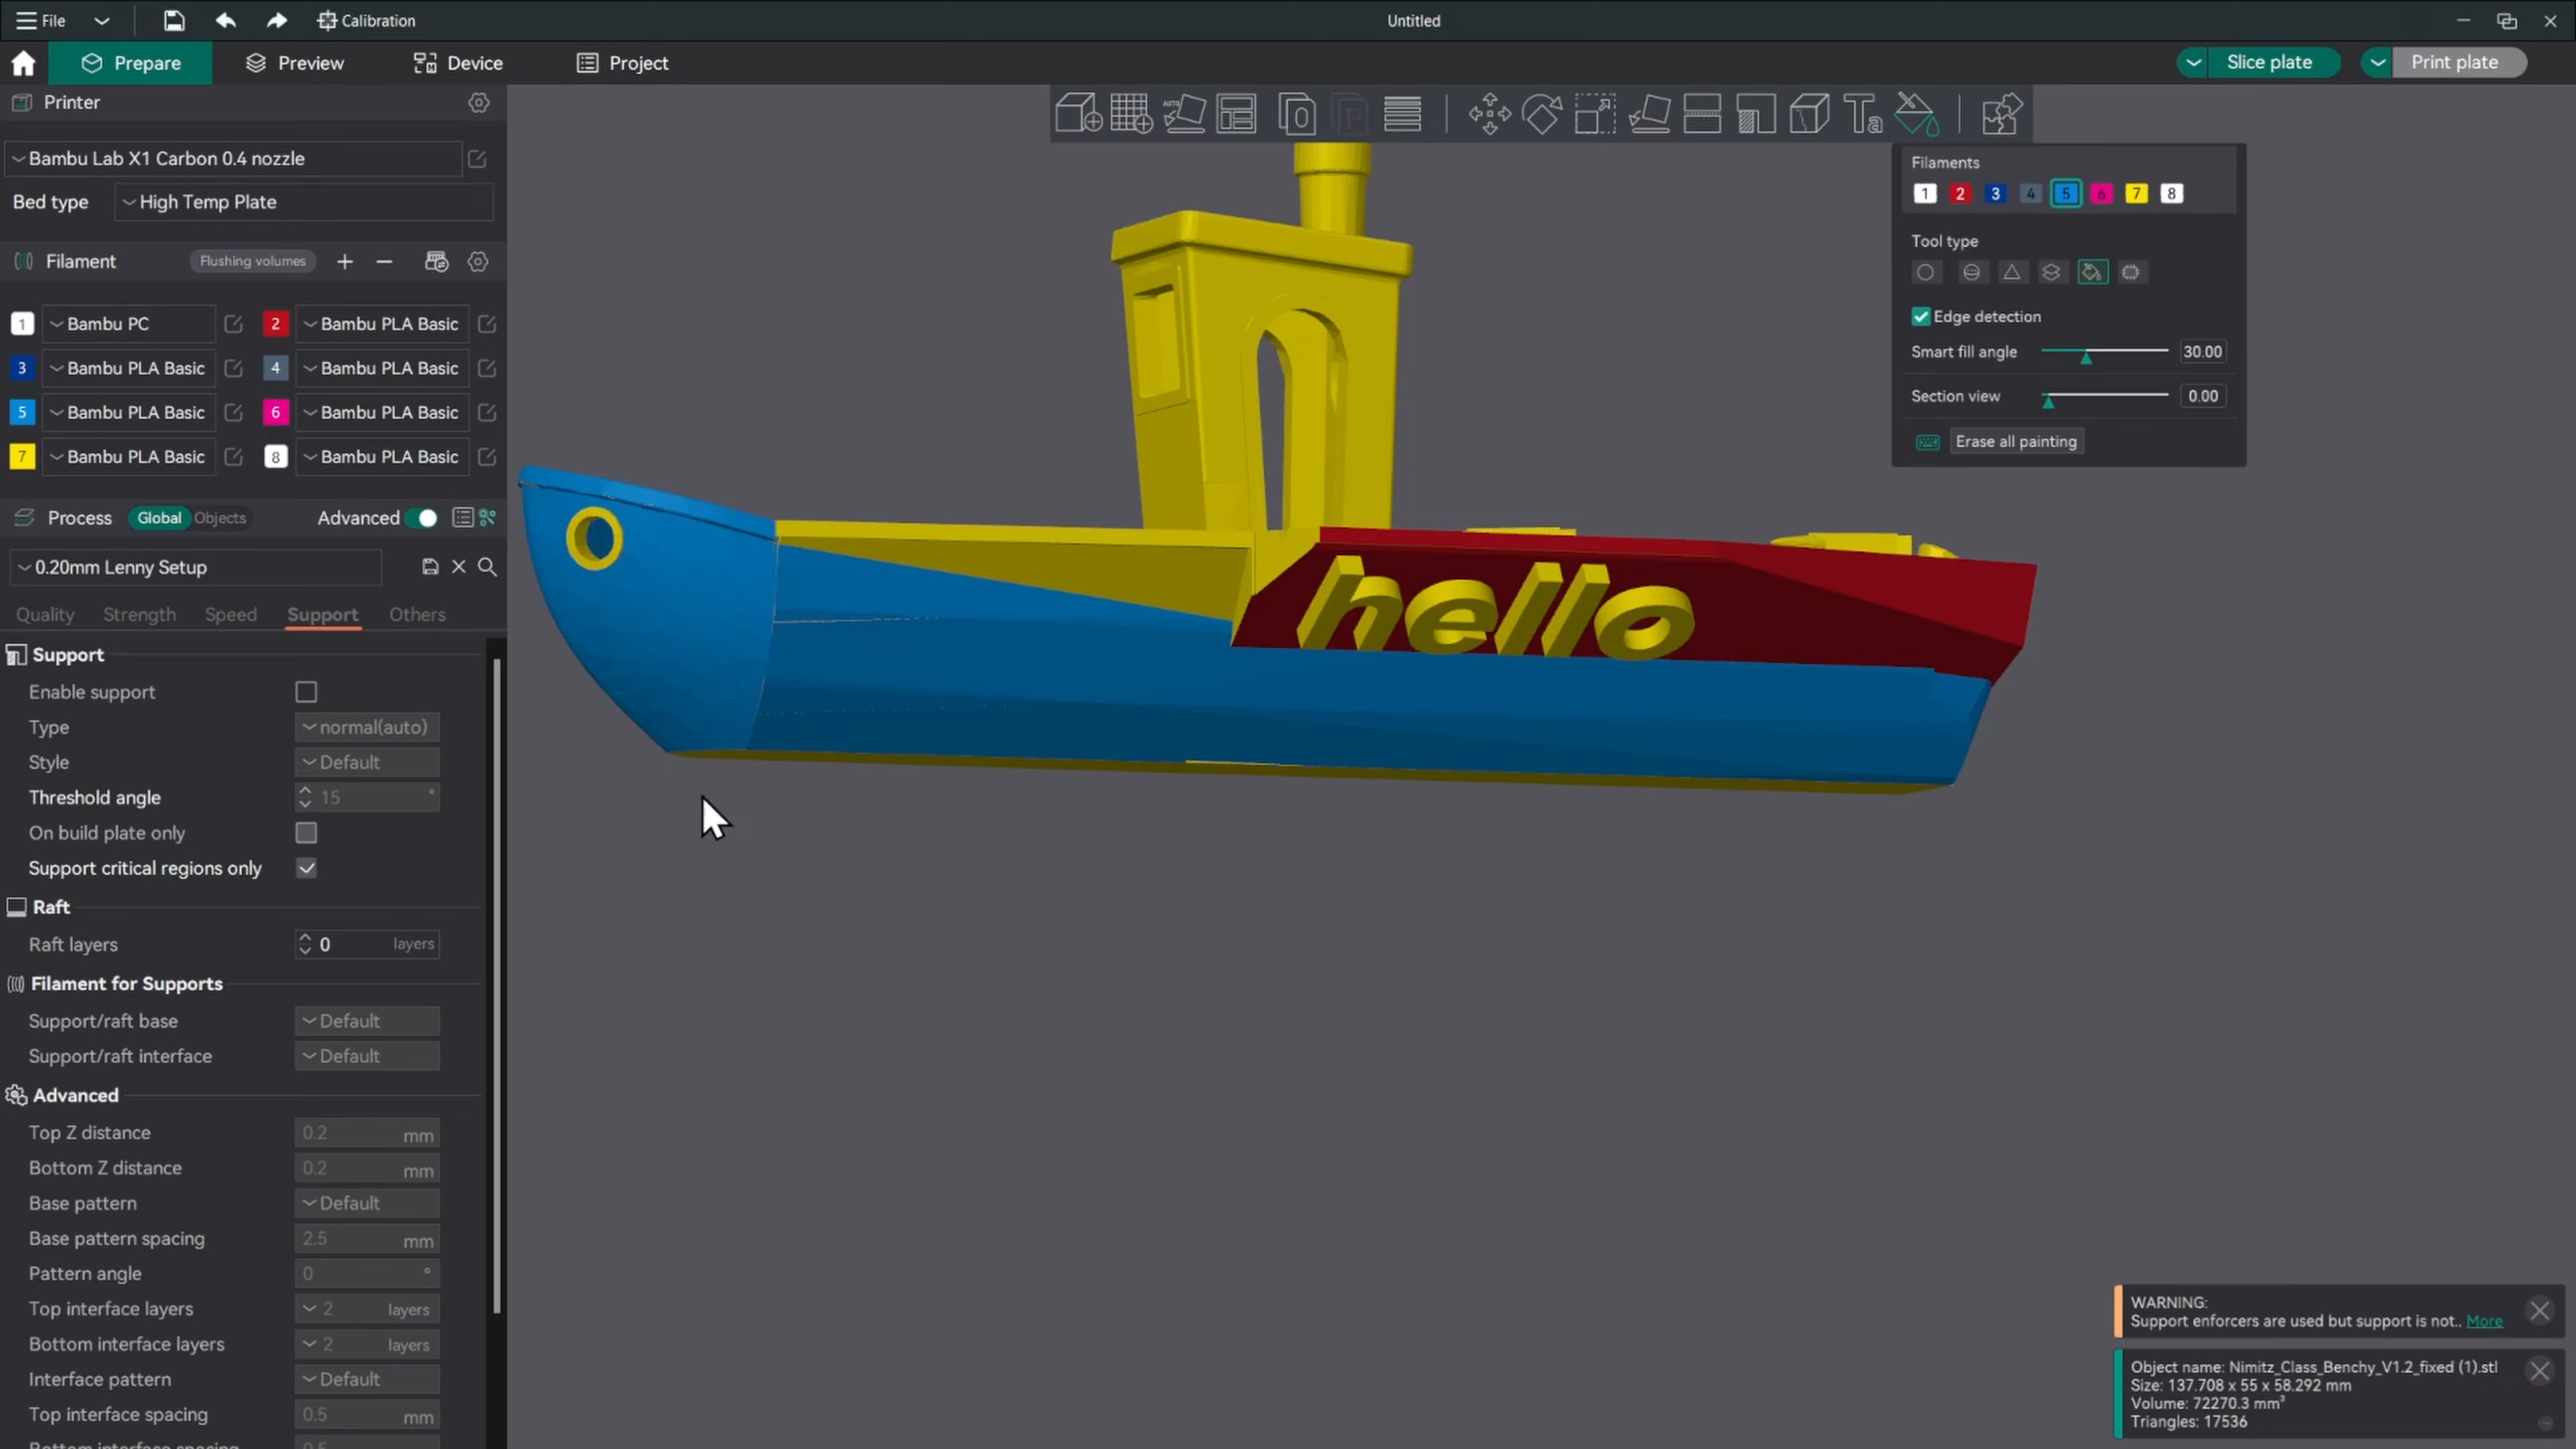 File
Calibration
Untitled
Prepare
Preview
Device
Project
Slice plate
Print plate
Printer
Bambu Lab X1 Carbon 0.4 nozzle
Bed type
High Temp Plate
Filament
Flushing volumes
1 Bambu PC
2 Bambu PLA Basic
3 Bambu PLA Basic
4 Bambu PLA Basic
5 Bambu PLA Basic
6 Bambu PLA Basic
7 Bambu PLA Basic
8 Bambu PLA Basic
Process
Global
Objects
Advanced
0.20mm Lenny Setup
Quality
Strength
Speed
Support
Others
Support
Enable support
Type normal(auto)
Style Default
Threshold angle 15 °
On build plate only
Support critical regions only
Raft
Raft layers 0 layers
Filament for Supports
Support/raft base Default
Support/raft interface Default
Advanced
Top Z distance 0.2 mm
Bottom Z distance 0.2 mm
Base pattern Default
Base pattern spacing 2.5 mm
Pattern angle 0 °
Top interface layers 2 layers
Bottom interface layers 2 layers
Interface pattern Default
Top interface spacing 0.5 mm
AUTO
O
P
Ta
Filaments
1 2 3 4 5 6 7 8
Tool type
Edge detection
Smart fill angle 30.00
Section view 0.00
Erase all painting
hello
WARNING:
Support enforcers are used but support is not.. More
Object name: Nimitz_Class_Benchy_V1.2_fixed (1).stl
Size: 137.708 x 55 x 58.292 mm
Volume: 72270.3 mm³
Triangles: 17536